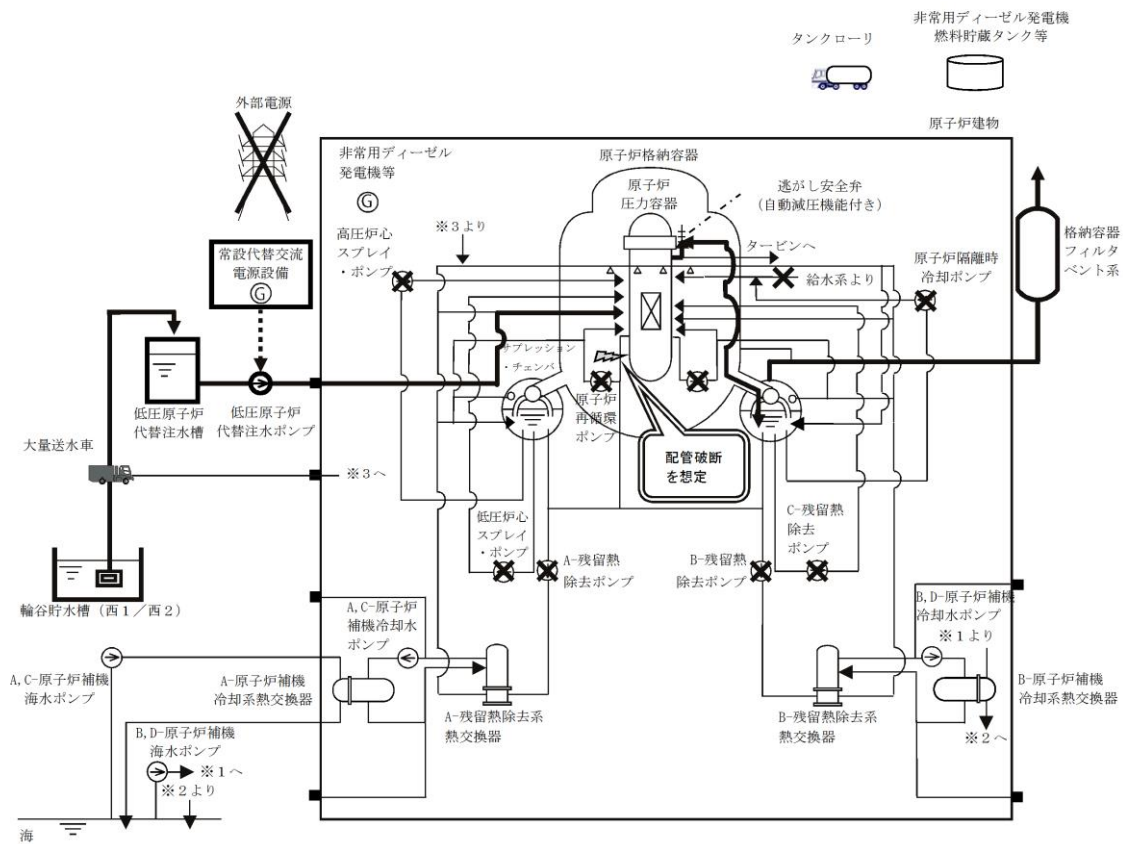 非常用ディーゼル発電機
燃料貯蔵タンク等
タンクローリ
外部電源
原子炉建物
非常用ディーゼル
発電機等
G
原子炉格納容器
原子炉
圧力容器
逃がし安全弁
(自動減圧機能付き)
※3より
高圧炉心
スプレイ
・ポンプ
タービンへ
給水系より
原子炉隔離時
冷却ポンプ
格納容器
フィルタ
ベント系
常設代替交流
電源設備
G
サプレッション
・チェンバ
低圧原子炉
代替注水槽
低圧原子炉
代替注水ポンプ
原子炉
再循環
ポンプ
配管破断
を想定
大量送水車
※3へ
低圧炉心
スプレイ
・ポンプ
A-残留熱
除去ポンプ
B-残留熱
除去ポンプ
C-残留熱
除去
ポンプ
輪谷貯水槽(西1/西2)
A,C-原子炉
補機冷却水
ポンプ
B,D-原子炉補機
冷却水ポンプ
※1より
A,C-原子炉補機
海水ポンプ
A-原子炉補機
冷却系熱交換器
A-残留熱除去系
熱交換器
B-残留熱除去系
熱交換器
B-原子炉補機
冷却系熱交換器
※2へ
B,D-原子炉補機
海水ポンプ
※1へ
※2より
海